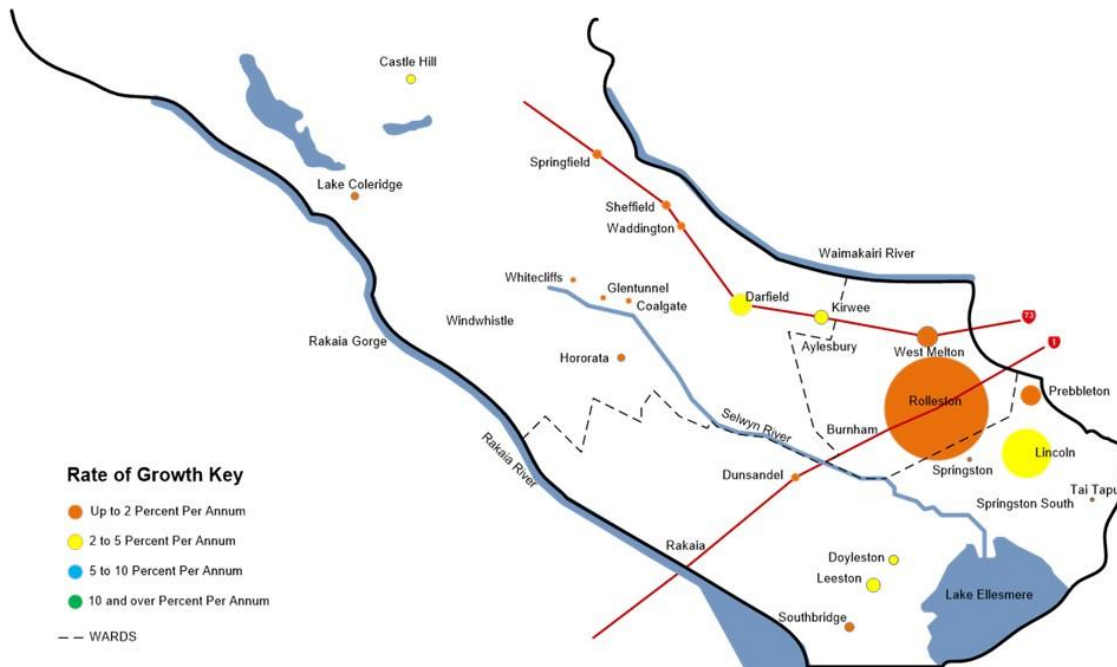 Castle Hill
Springfield
Lake Coleridge
Sheffield
Waddington
Waimakairi River
Whitecliffs
Glentunnel
Coalgate
Darfield
Kirwee
Windwhistle
73
Rakaia Gorge
Aylesbury
West Melton
1
Hororata
Rolleston
Prebbleton
Selwyn River
Burnham
Lincoln
Rakaia River
Dunsandel
Springston
Tai Tapu
Springston South
Rate of Growth Key
Up to 2 Percent Per Annum
2 to 5 Percent Per Annum
5 to 10 Percent Per Annum
10 and over Percent Per Annum
WARDS
Rakaia
Doyleston
Leeston
Lake Ellesmere
Southbridge